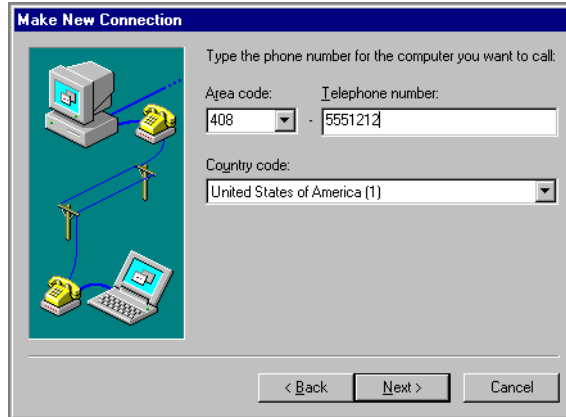 Make New Connection
Type the phone number for the computer you want to call:
Area code: Telephone number:
408 - 5551212
Country code:
United States of America (1)
< Back Next > Cancel